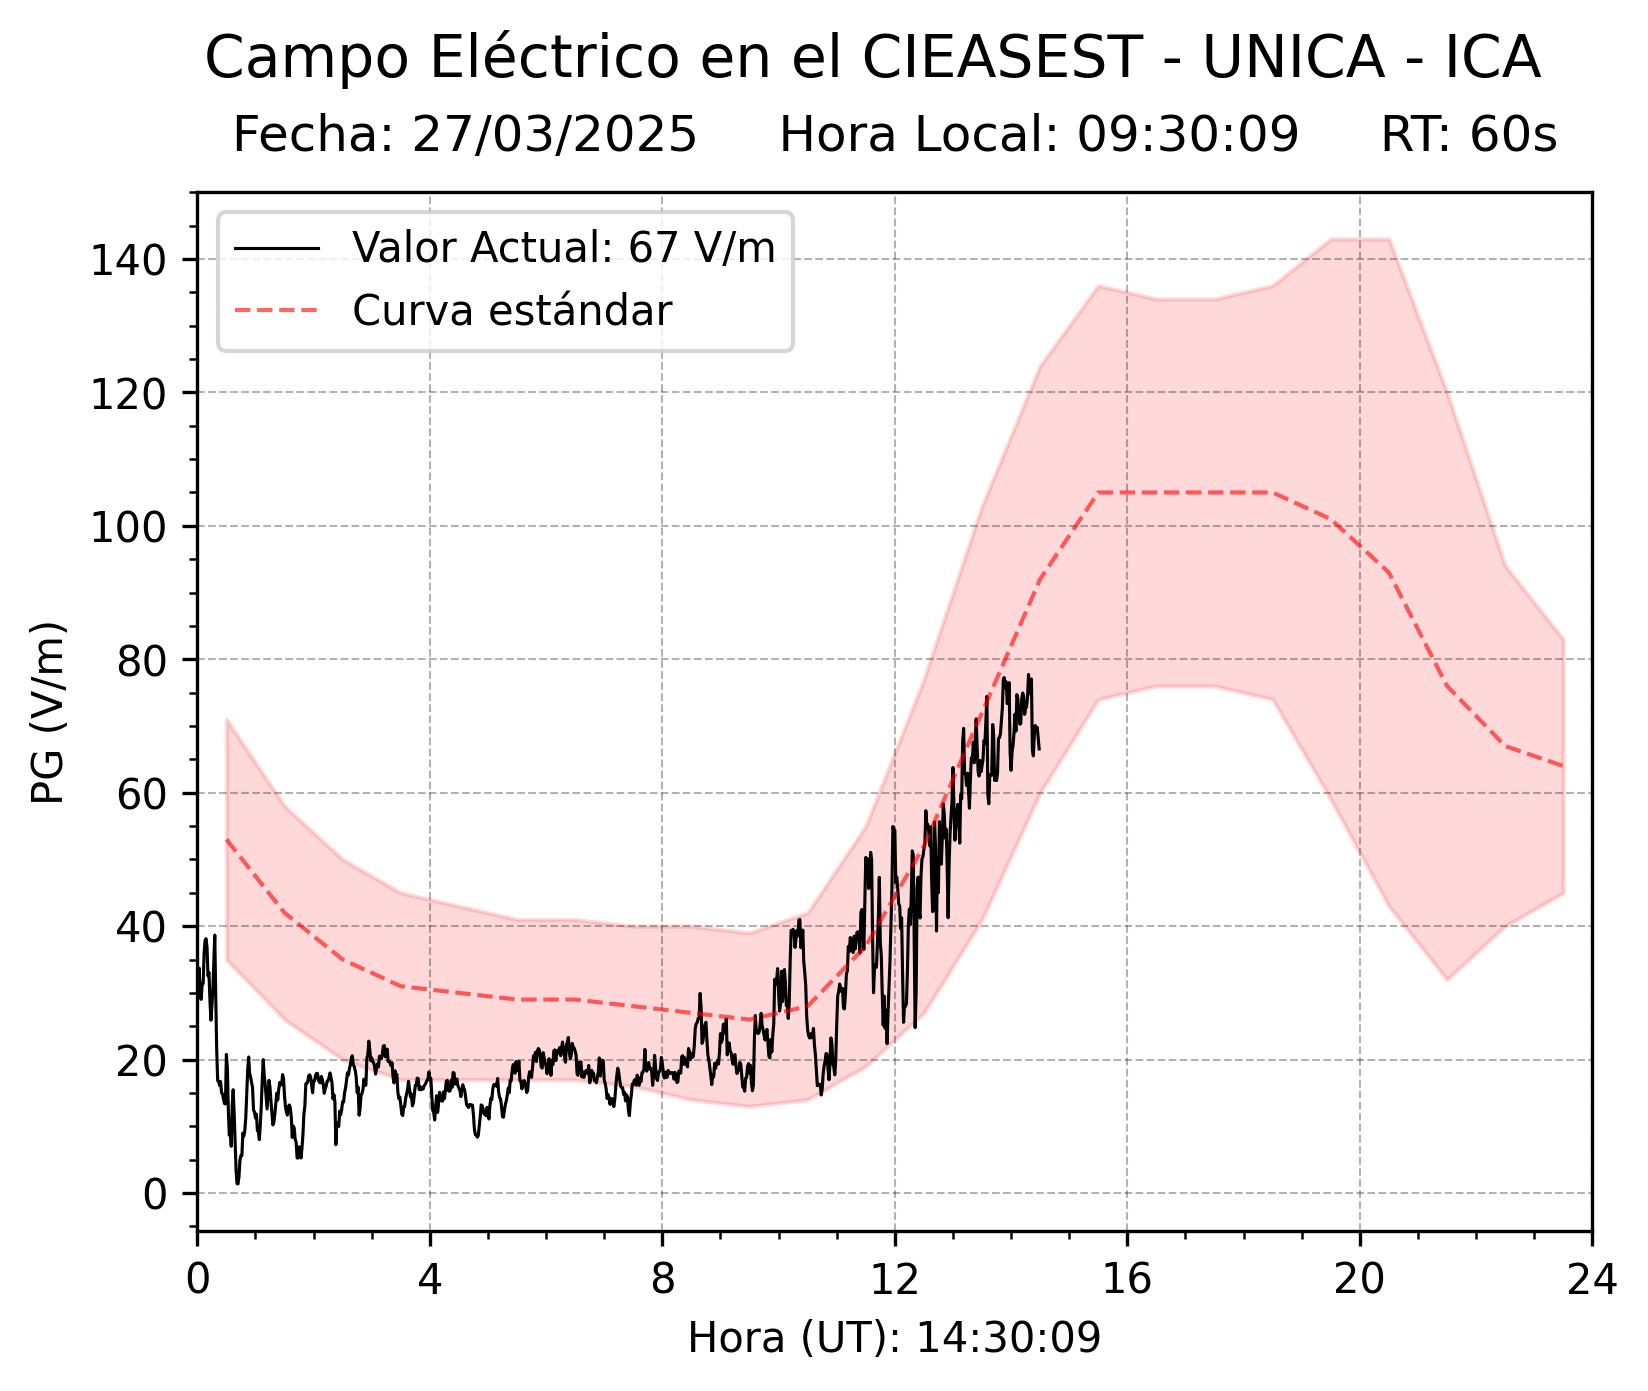 Campo Eléctrico en el CIEASEST - UNICA - ICA
Fecha: 27/03/2025 Hora Local: 09:30:09 RT: 60s
Valor Actual: 67 V/m
Curva estándar
PG (V/m)
140
120
100
80
60
40
20
0
0 4 8 12 16 20 24
Hora (UT): 14:30:09